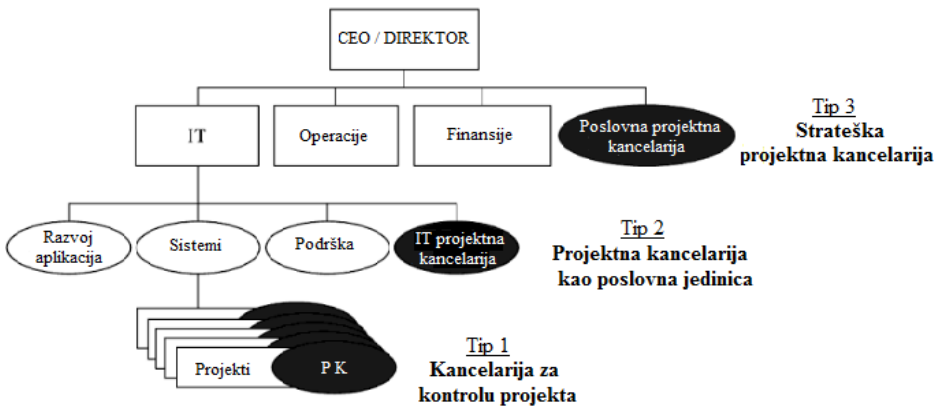 CEO / DIREKTOR
IT
Operacije
Finansije
Poslovna projektna
kancelarija
Tip 3
Strateška
projektna kancelarija
Razvoj
aplikacija
Sistemi
Podrška
IT projektna
kancelarija
Tip 2
Projektna kancelarija
kao poslovna jedinica
Projekti
P K
Tip 1
Kancelarija za
kontrolu projekta